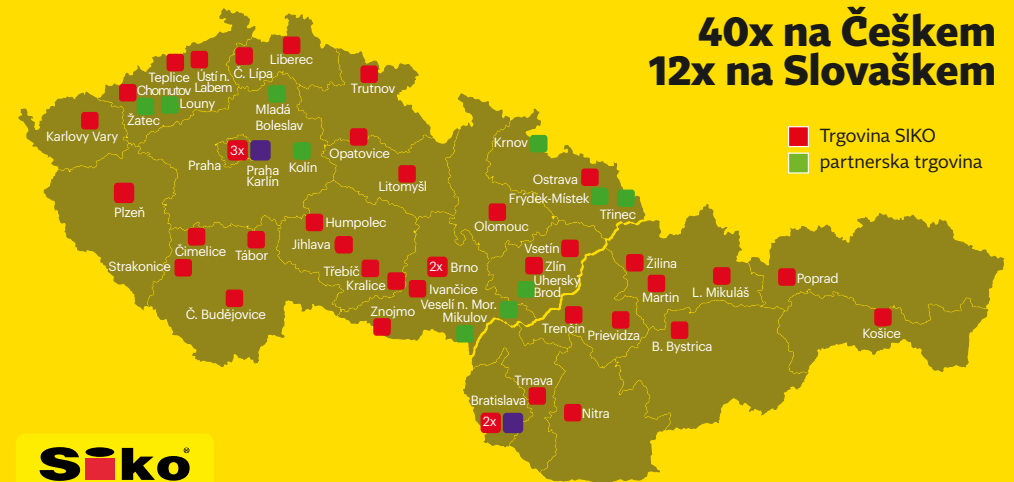 40x na Češkem
12x na Slovaškem
Trgovina SIKO
partnerska trgovina
Liberec
Teplice
Ústí n.
Labem
Č. Lípa
Trutnov
Chomutov
Louny
Žatec
Mladá
Boleslav
Karlovy Vary
Krnov
Opatovice
3x
Praha
Praha
Karlín
Kolín
Ostrava
Litomyšl
Frýdek-Místek
Třinec
Plzeň
Olomouc
Humpolec
Čimelice
Tábor
Jihlava
Vsetín
Strakonice
2x
Brno
Zlín
Žilina
Třebíč
Kralice
Uherský
Brod
Ivančice
Martin
L. Mikuláš
Poprad
Č. Budějovice
Veselí n. Mor.
Znojmo
Mikulov
Trenčín
Prievidza
B. Bystrica
Košice
Trnava
Bratislava
2x
Nitra
Siko®